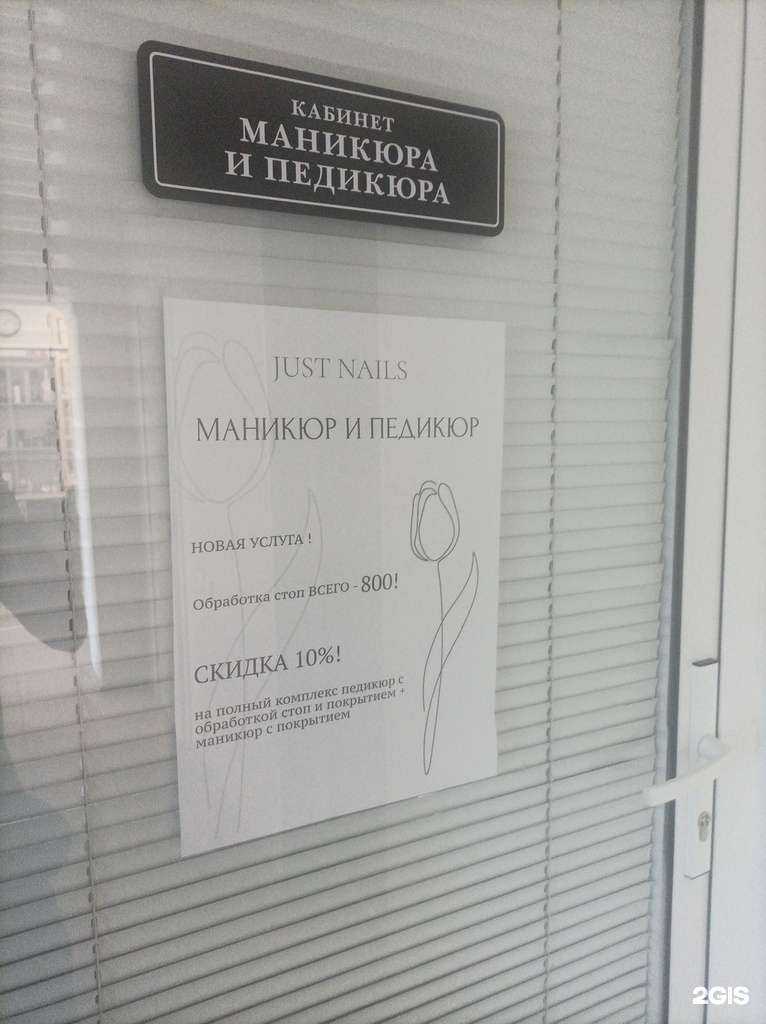 КАБИНЕТ
МАНИКЮРА
И ПЕДИКЮРА
JUST NAILS
МАНИКЮР И ПЕДИКЮР
НОВАЯ УСЛУГА !
Обработка стоп ВСЕГО - 800!
СКИДКА 10%!
на полный комплекс педикюр с
обработкой стоп и покрытием +
маникюр с покрытием
2GIS